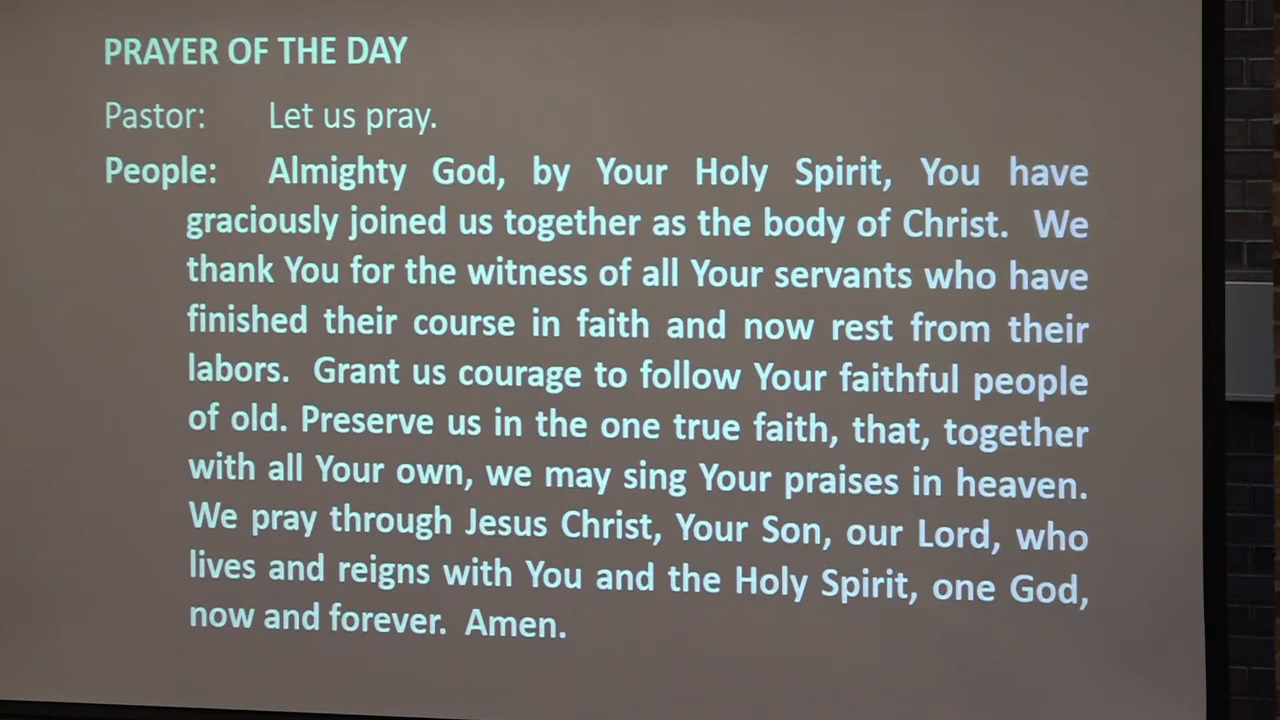 PRAYER OF THE DAY
Pastor: Let us pray.
People: Almighty God, by Your Holy Spirit, You have
graciously joined us together as the body of Christ. We
thank You for the witness of all Your servants who have
finished their course in faith and now rest from their
labors. Grant us courage to follow Your faithful people
of old. Preserve us in the one true faith, that, together
with all Your own, we may sing Your praises in heaven.
We pray through Jesus Christ, Your Son, our Lord, who
lives and reigns with You and the Holy Spirit, one God,
now and forever. Amen.